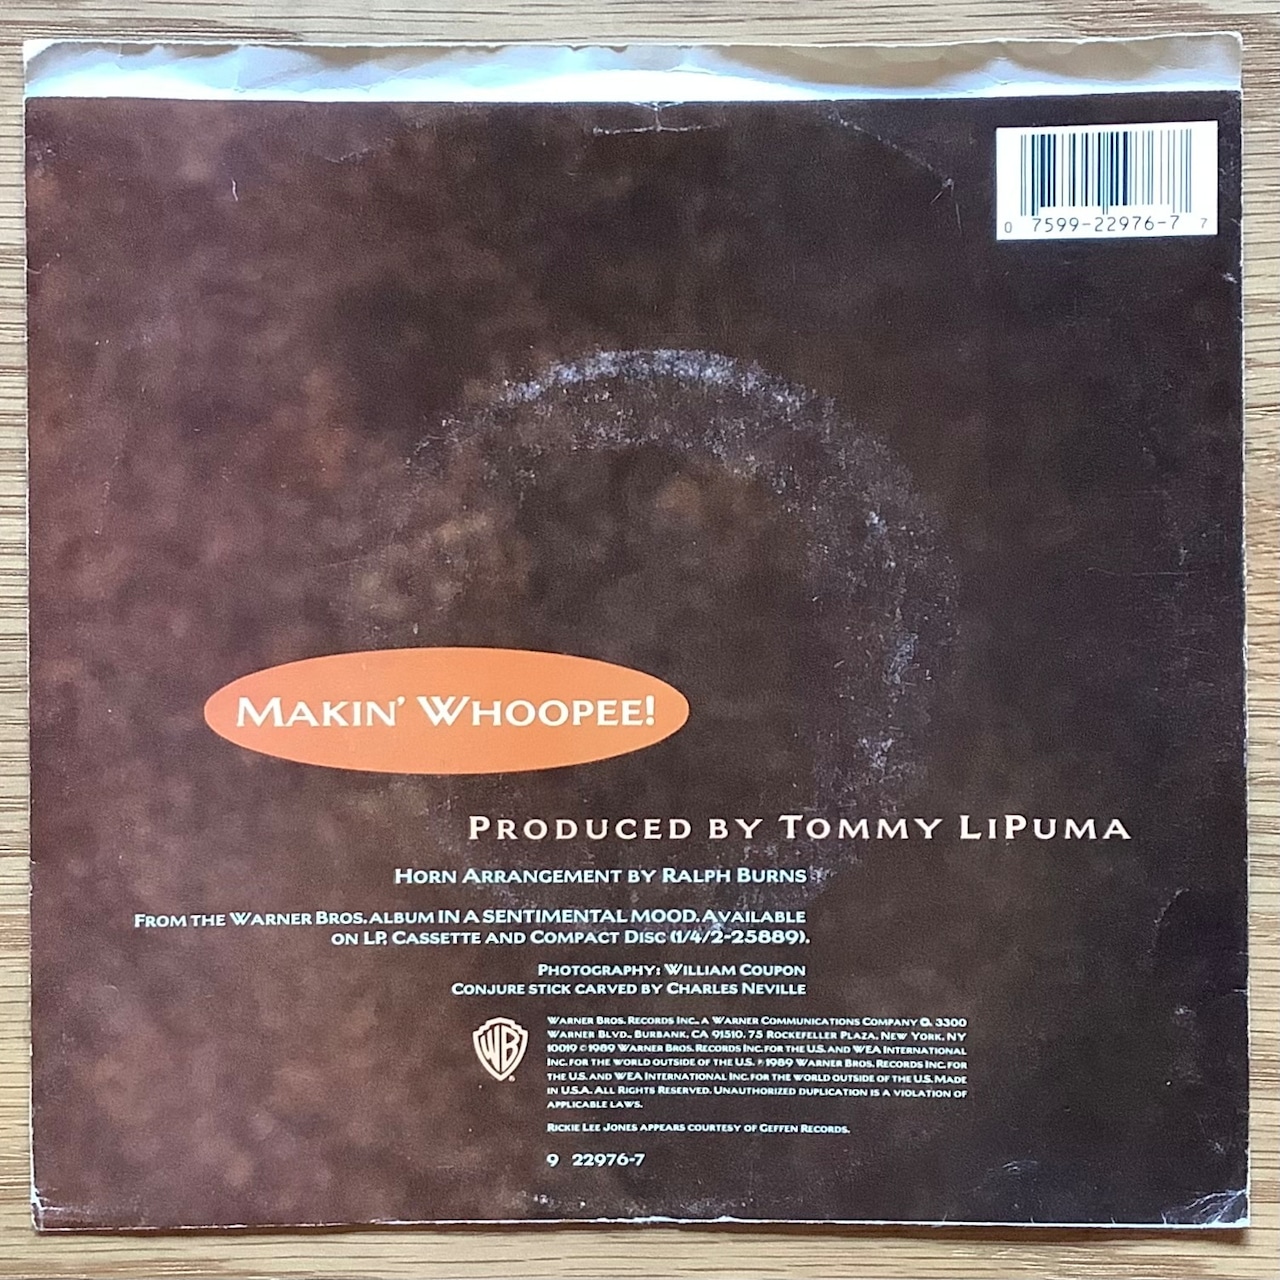 0 7599-22976-7 7
MAKIN' WHOOPEE!
PRODUCED BY TOMMY LIPUMA
HORN ARRANGEMENT BY RALPH BURNS
FROM THE WARNER BROS. ALBUM IN A SENTIMENTAL MOOD. AVAILABLE
ON LP, CASSETTE AND COMPACT DISC (1/4/2-25889).
PHOTOGRAPHY: WILLIAM COUPON
CONJURE STICK CARVED BY CHARLES NEVILLE
WB
WARNER BROS. RECORDS INC., A WARNER COMMUNICATIONS COMPANY 3300
WARNER BLVD., BURBANK, CA 91510. 75 ROCKEFELLER PLAZA, NEW YORK, NY
10019 © 1989 WARNER BROS. RECORDS INC. FOR THE U.S. AND WEA INTERNATIONAL
INC. FOR THE WORLD OUTSIDE OF THE U.S. ℗ 1989 WARNER BROS. RECORDS INC. FOR
THE U.S. AND WEA INTERNATIONAL INC. FOR THE WORLD OUTSIDE OF THE U.S. MADE
IN U.S.A. ALL RIGHTS RESERVED. UNAUTHORIZED DUPLICATION IS A VIOLATION OF
APPLICABLE LAWS.
RICKIE LEE JONES APPEARS COURTESY OF GEFFEN RECORDS.
9 22976-7